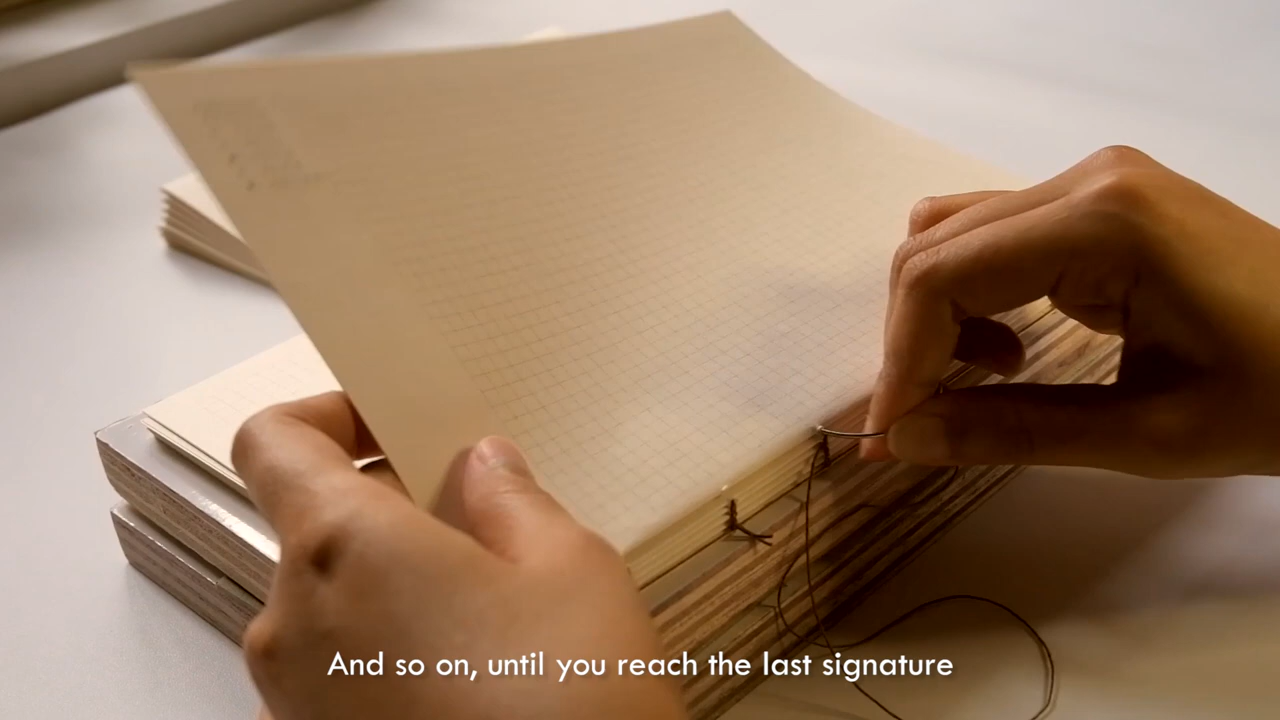 And so on, until you reach the last signature